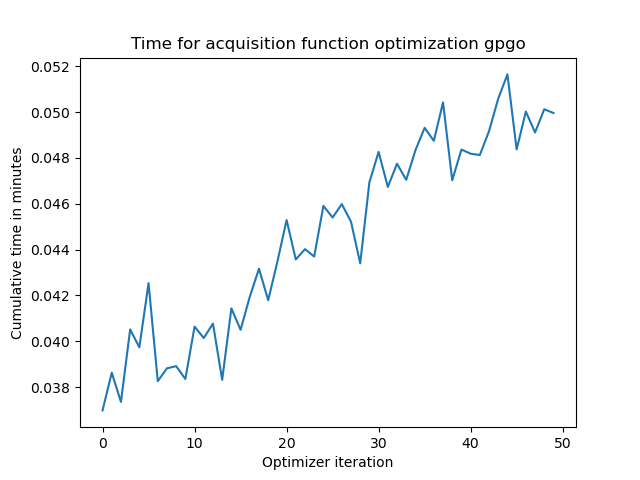 Time for acquisition function optimization gpgo
Cumulative time in minutes
0.052
0.050
0.048
0.046
0.044
0.042
0.040
0.038
0 10 20 30 40 50
Optimizer iteration